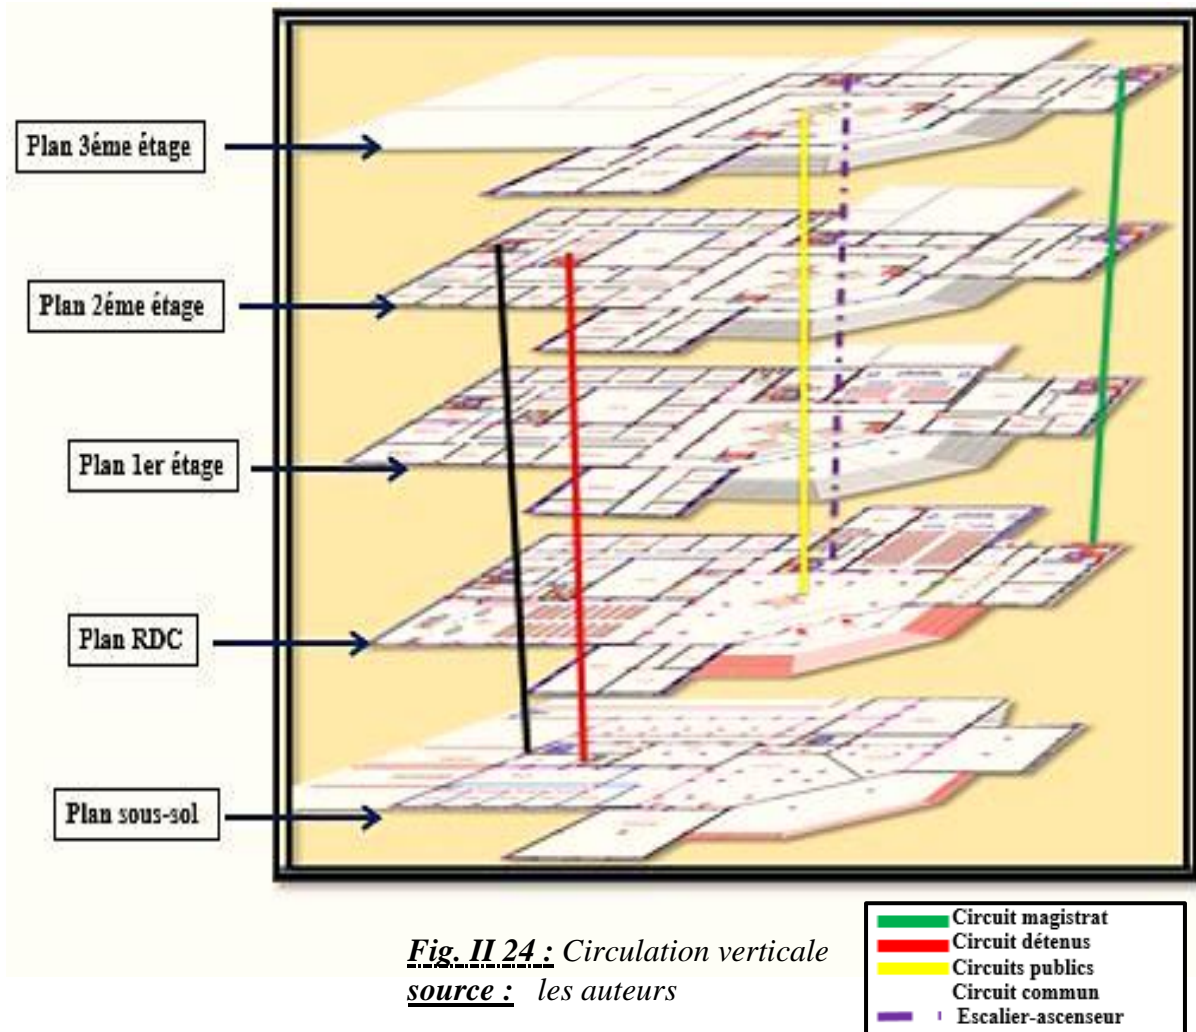 Plan 3éme étage
Plan 2éme étage
Plan 1er étage
Plan RDC
Plan sous-sol
Fig. II 24 : Circulation verticale
source : les auteurs
Circuit magistrat
Circuit détenus
Circuits publics
Circuit commun
Escalier-ascenseur